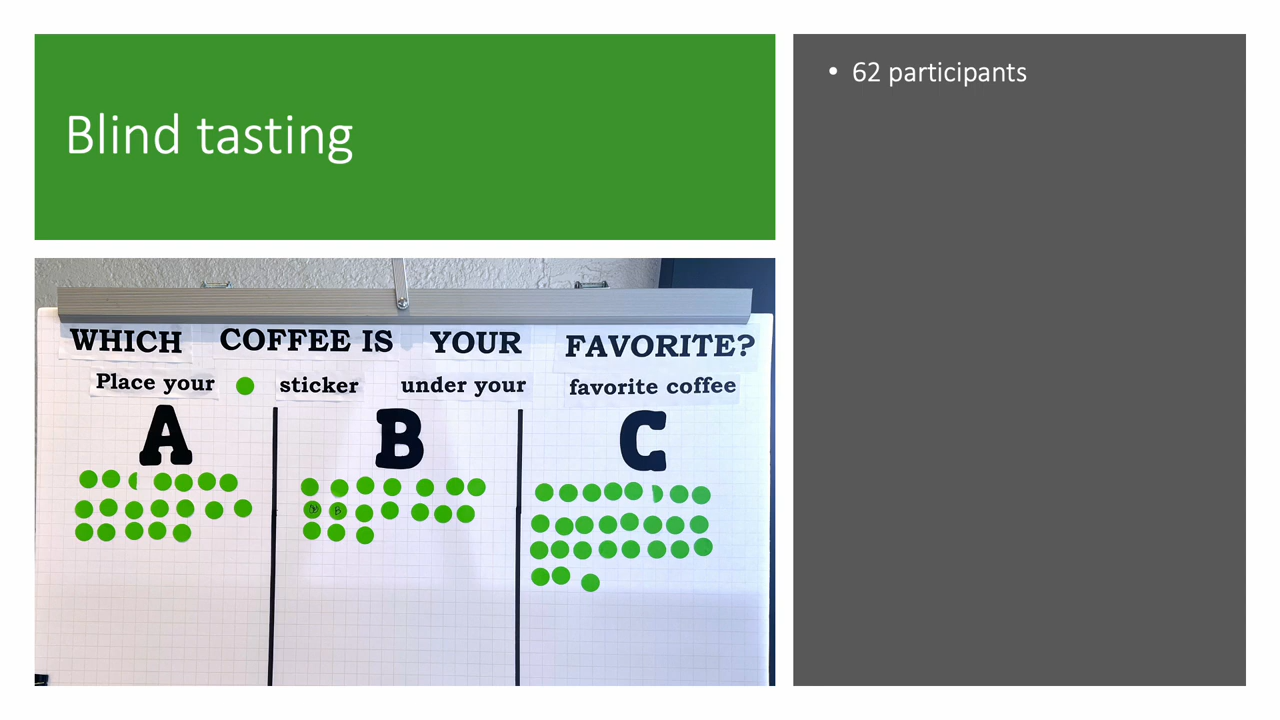 Blind tasting
WHICH COFFEE IS YOUR FAVORITE?
Place your sticker under your favorite coffee
A B C
B
• 62 participants